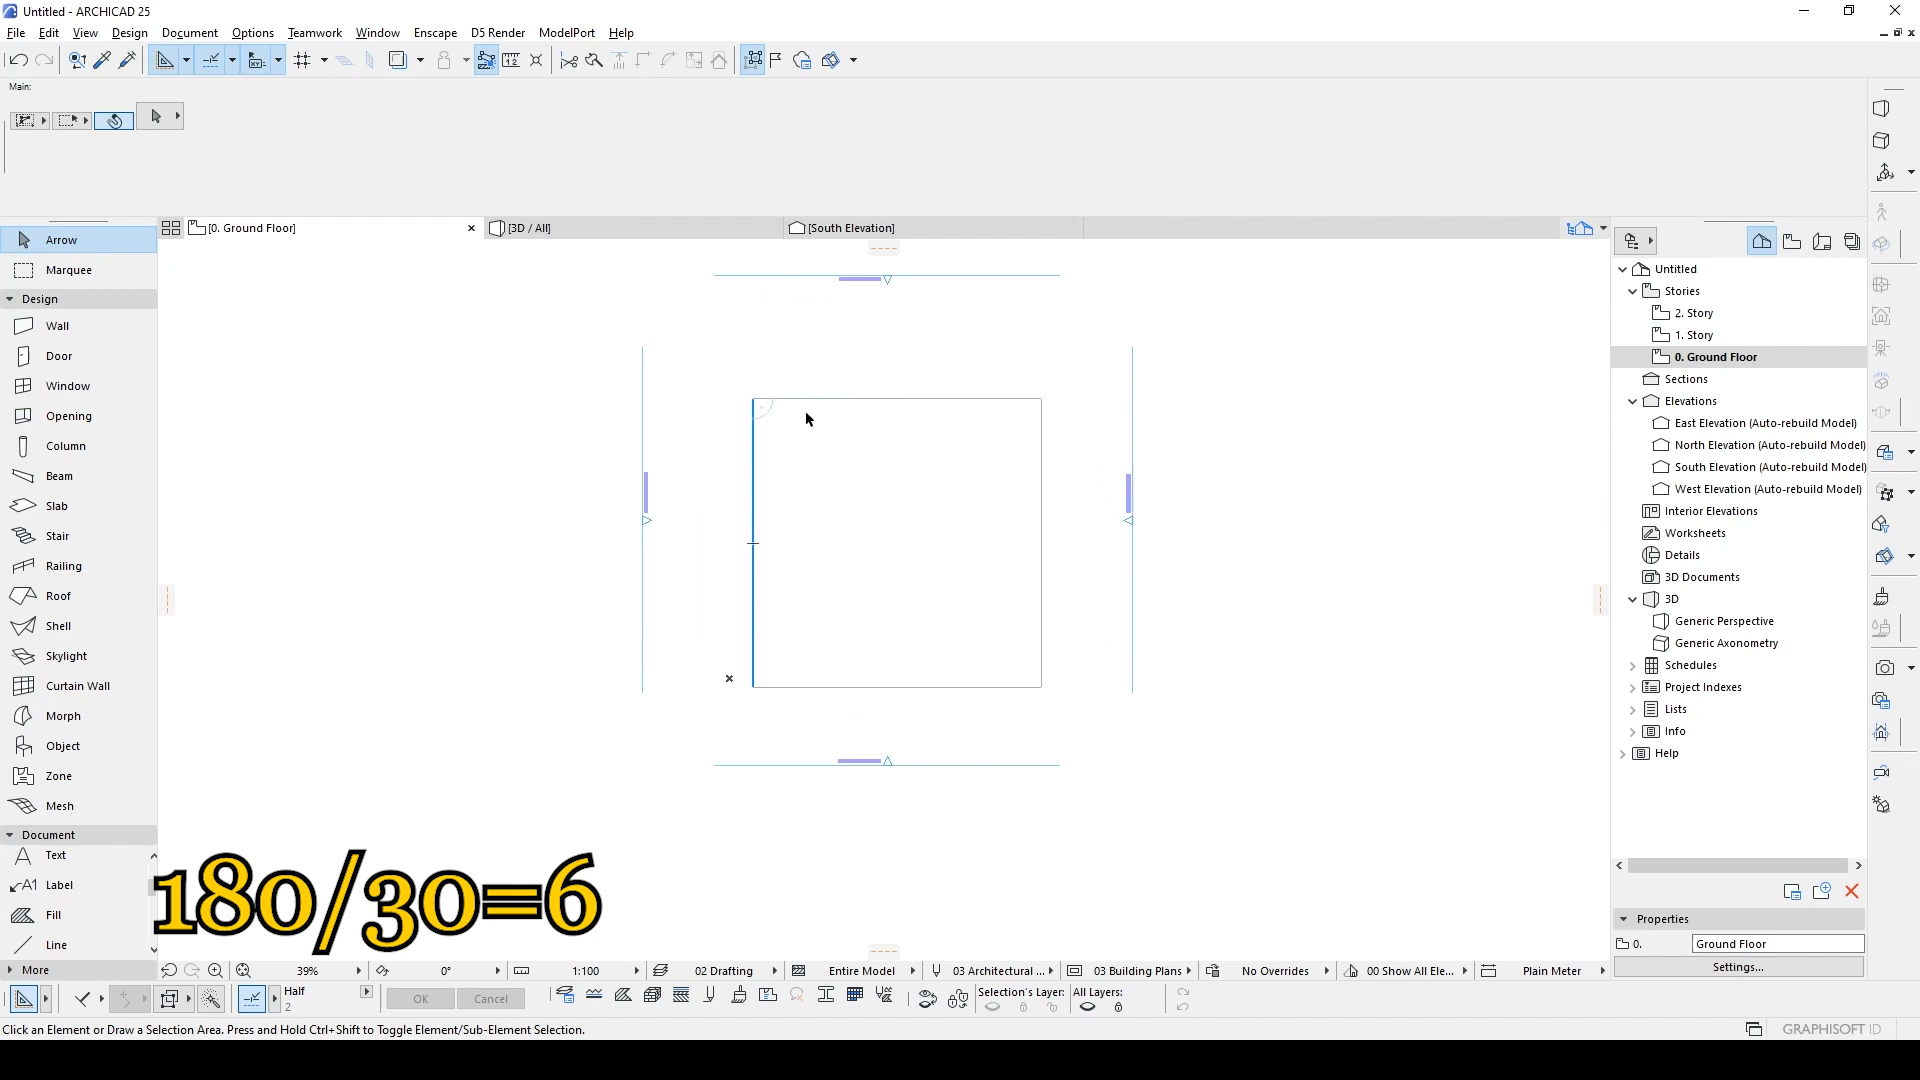 Untitled - ARCHICAD 25
File Edit View Design Document Options Teamwork Window Enscape D5 Render ModelPort Help
Main:
[0. Ground Floor]
[3D / All]
[South Elevation]
Arrow
Marquee
Design
Wall
Door
Window
Opening
Column
Beam
Slab
Stair
Railing
Roof
Shell
Skylight
Curtain Wall
Morph
Object
Zone
Mesh
Document
Text
A1 Label
Fill
Line
More
180/30=6
Untitled
Stories
2. Story
1. Story
0. Ground Floor
Sections
Elevations
East Elevation (Auto-rebuild Model)
North Elevation (Auto-rebuild Model)
South Elevation (Auto-rebuild Model)
West Elevation (Auto-rebuild Model)
Interior Elevations
Worksheets
Details
3D Documents
3D
Generic Perspective
Generic Axonometry
Schedules
Project Indexes
Lists
Info
Help
Properties
0. Ground Floor
Settings...
39% 0° 1:100 02 Drafting Entire Model 03 Architectural ... 03 Building Plans No Overrides 00 Show All Ele... Plain Meter
Half
2
OK Cancel
Selection's Layer: All Layers:
Click an Element or Draw a Selection Area. Press and Hold Ctrl+Shift to Toggle Element/Sub-Element Selection.
GRAPHISOFT ID